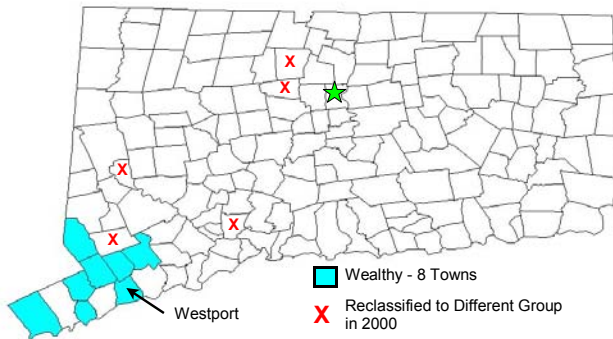 X
X
X
X
X
Westport
Wealthy - 8 Towns
X Reclassified to Different Group
in 2000